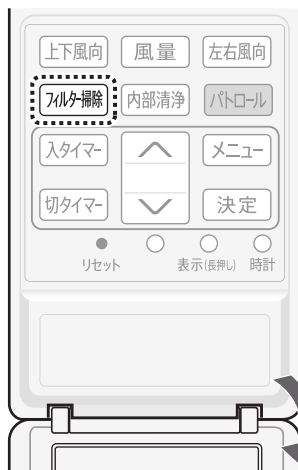 上下風向 風量 左右風向
フィルター掃除 内部清浄 パトロール
入タイマー メニュー
切タイマー 決定
リセット 表示(長押し) 時計